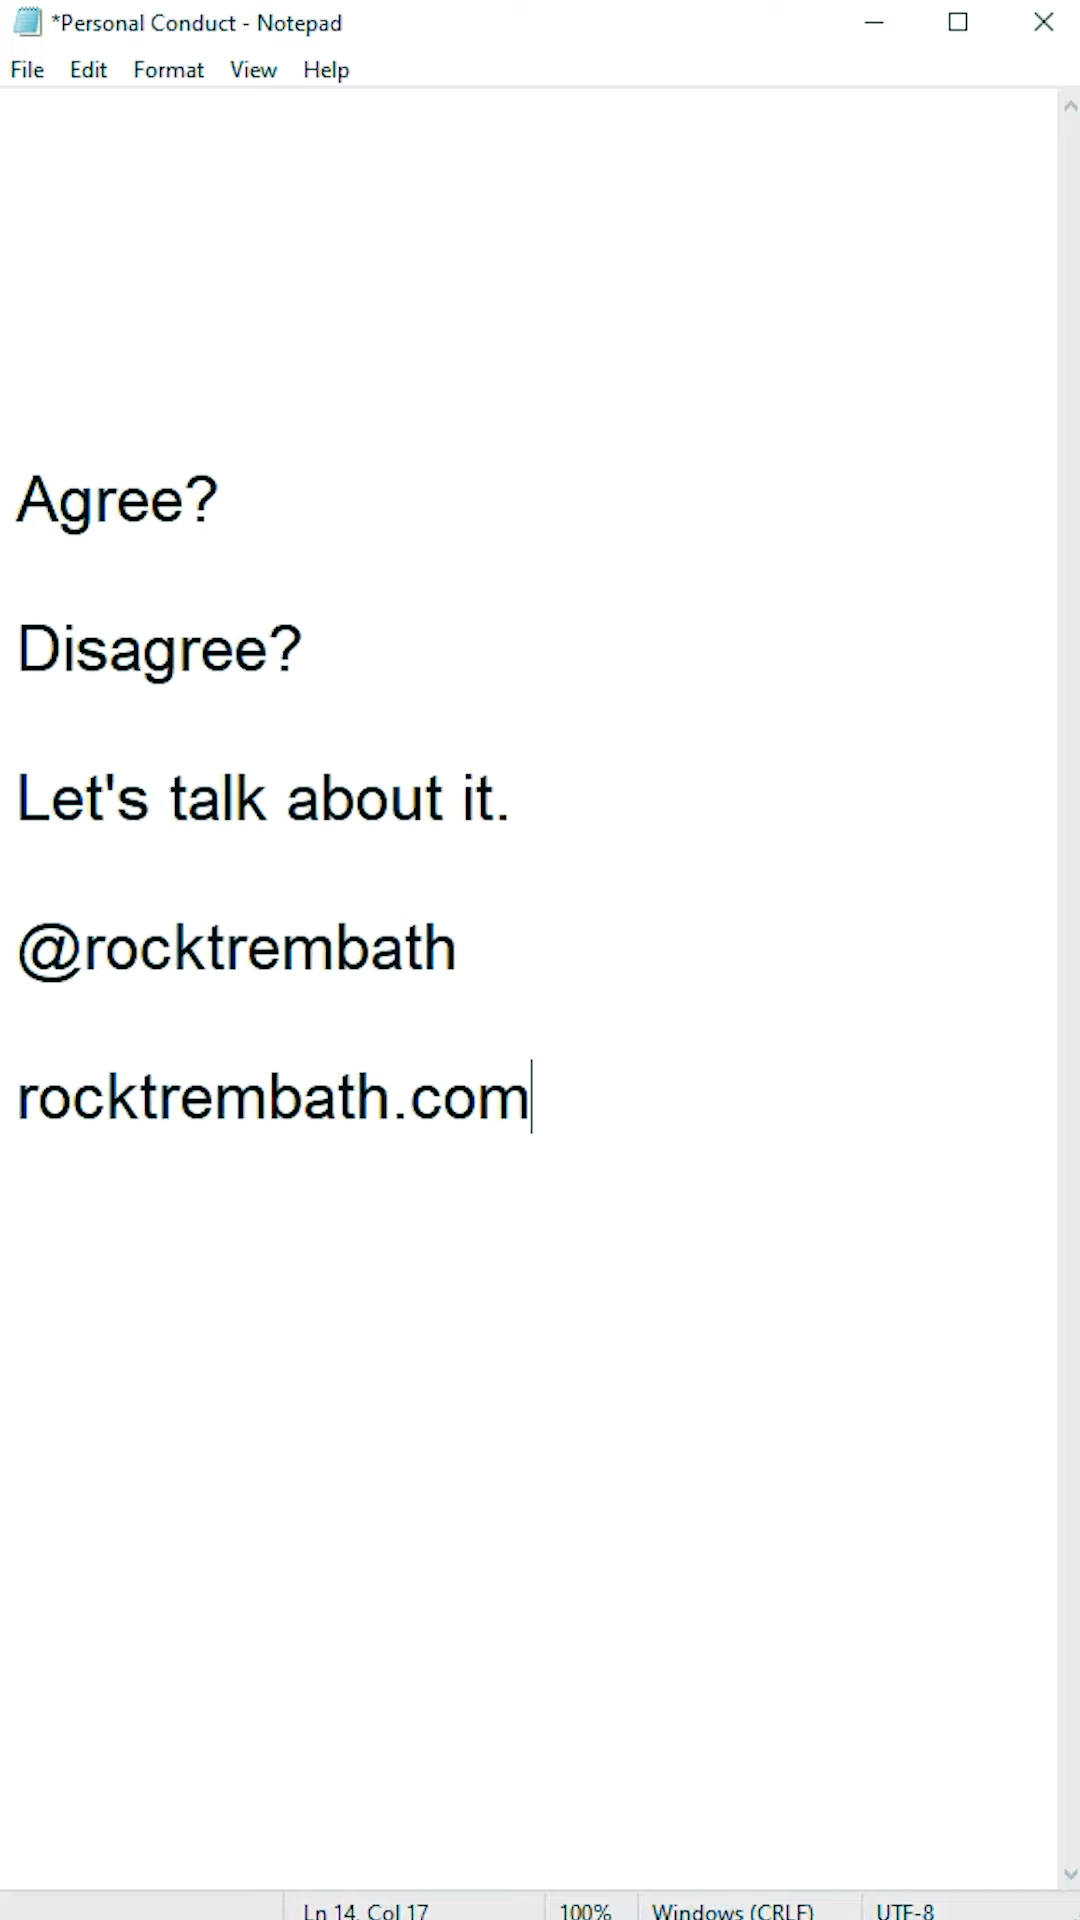 *Personal Conduct - Notepad
File Edit Format View Help
Agree?
Disagree?
Let's talk about it.
@rocktrembath
rocktrembath.com
Ln 14, Col 17 100% Windows (CRLF) UTF-8